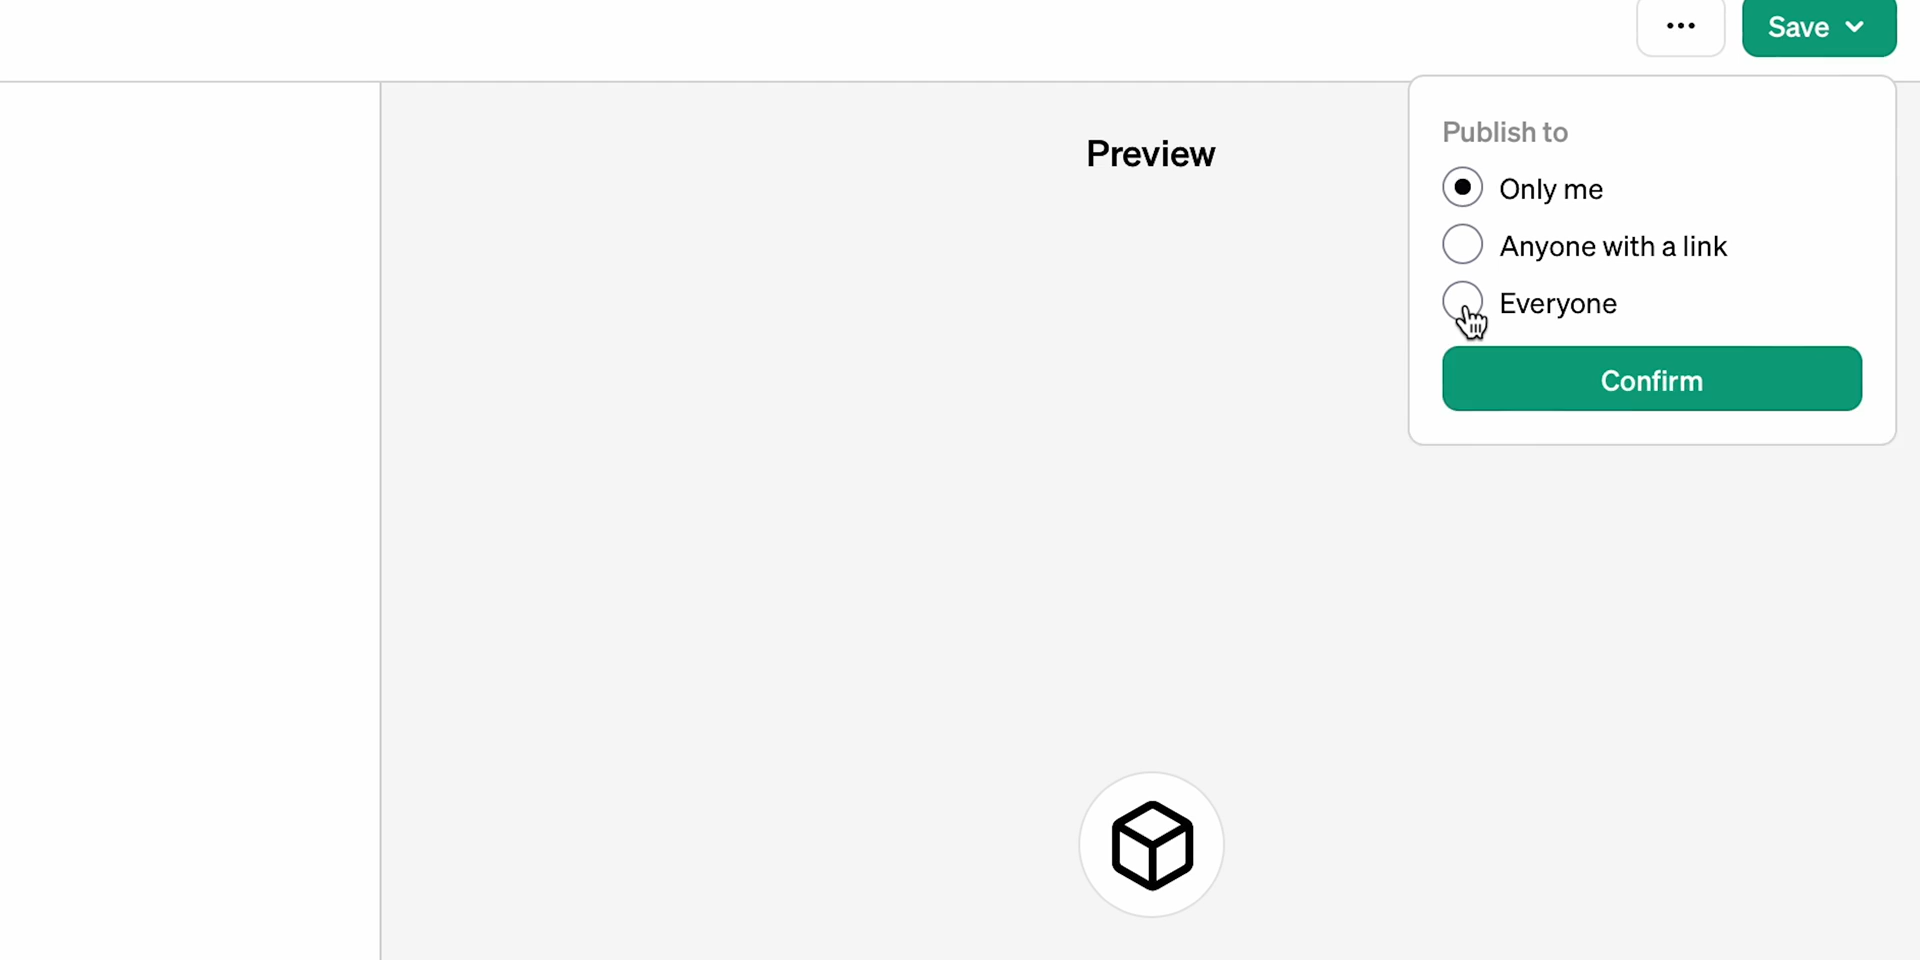 Save
Publish to
Preview
Only me
Anyone with a link
Everyone
Confirm